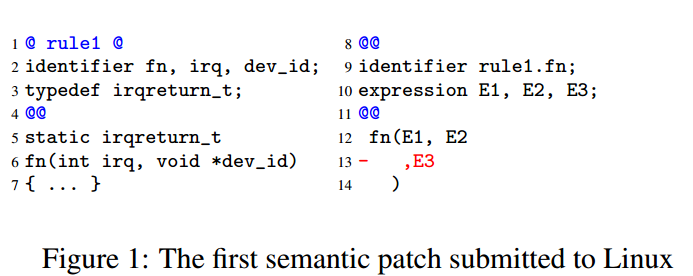 1 @ rule1 @
2 identifier fn, irq, dev_id;
3 typedef irqreturn_t;
4 @@
5 static irqreturn_t
6 fn(int irq, void *dev_id)
7 { ... }
8 @@
9 identifier rule1.fn;
10 expression E1, E2, E3;
11 @@
12 fn(E1, E2
13 - ,E3
14 )
Figure 1: The first semantic patch submitted to Linux